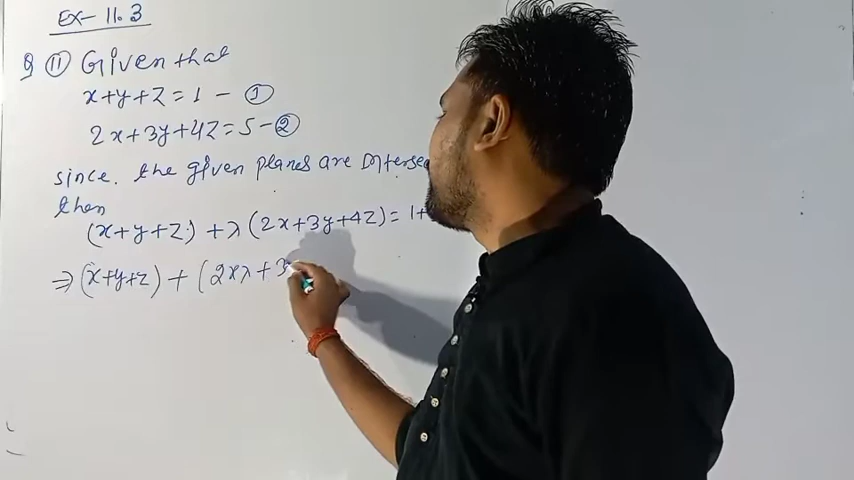 EX- 11.3
Q (11) Given that
x+y+z=1 - (1)
2x+3y+4z=5-(2)
since. the given planes are
then
(x+y+z) +λ(2x+3y+4z)= 1+
⇒(x+y+z) + (2xλ+3